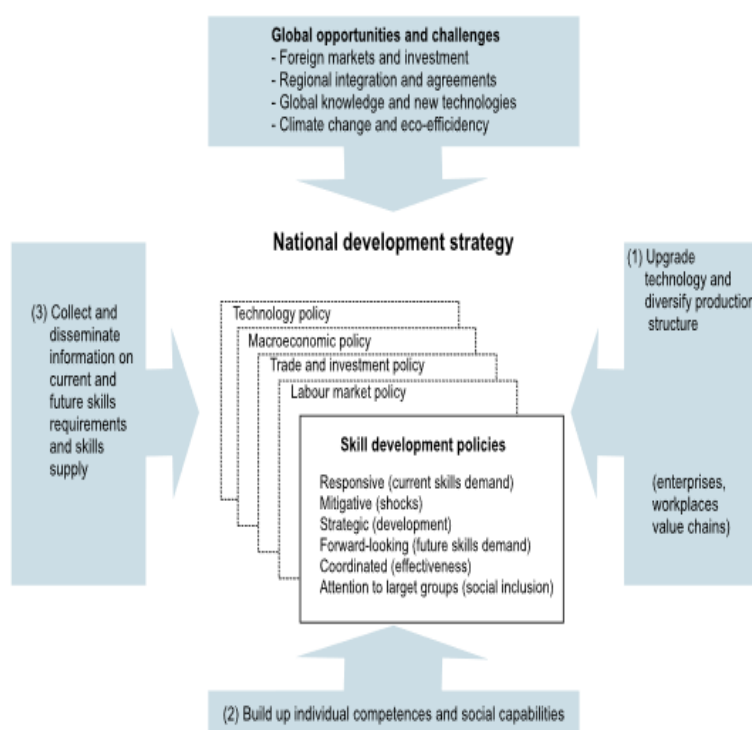 Global opportunities and challenges
- Foreign markets and investment
- Regional integration and agreements
- Global knowledge and new technologies
- Climate change and eco-efficidency
National development strategy
(3) Collect and
disseminate
information on
current and
future skills
requirements
and skills
supply
Technology policy
Macroeconomic policy
Trade and investment policy
Labour market policy
Skill development policies
Responsive (current skills demand)
Mitigative (shocks)
Strategic (development)
Forward-looking (future skills demand)
Coordinated (effectiveness)
Attention to target groups (social inclusion)
(1) Upgrade
technology and
diversify production
structure
(enterprises,
workplaces
value chains)
(2) Build up individual competences and social capabilities